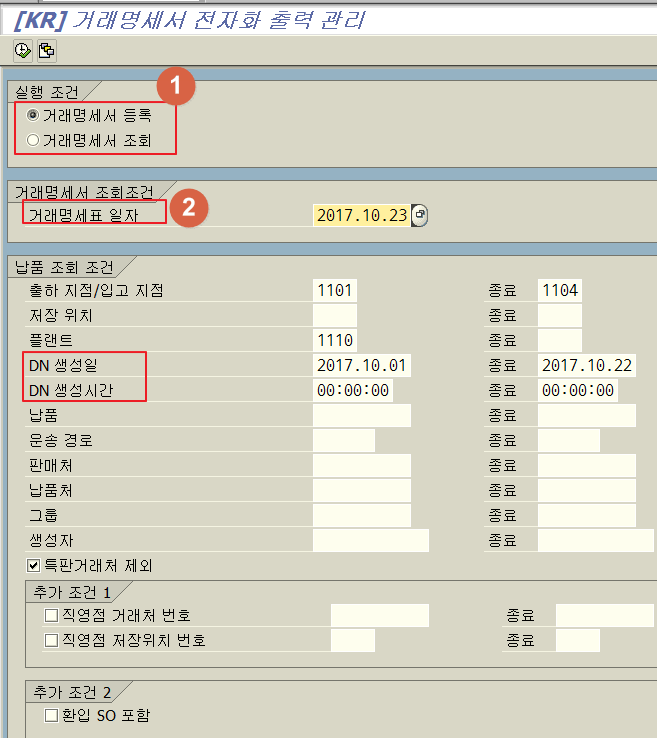 [KR] 거래명세서 전자화 출력 관리
실행 조건
1
거래명세서 등록
거래명세서 조회
거래명세서 조회조건
거래명세표 일자 2 2017.10.23
납품 조회 조건
출하 지점/입고 지점 1101 종료 1104
저장 위치 종료
플랜트 1110 종료
DN 생성일 2017.10.01 종료 2017.10.22
DN 생성시간 00:00:00 종료 00:00:00
납품 종료
운송 경로 종료
판매처 종료
납품처 종료
그룹 종료
생성자 종료
특판거래처 제외
추가 조건 1
직영점 거래처 번호 종료
직영점 저장위치 번호 종료
추가 조건 2
환입 SO 포함